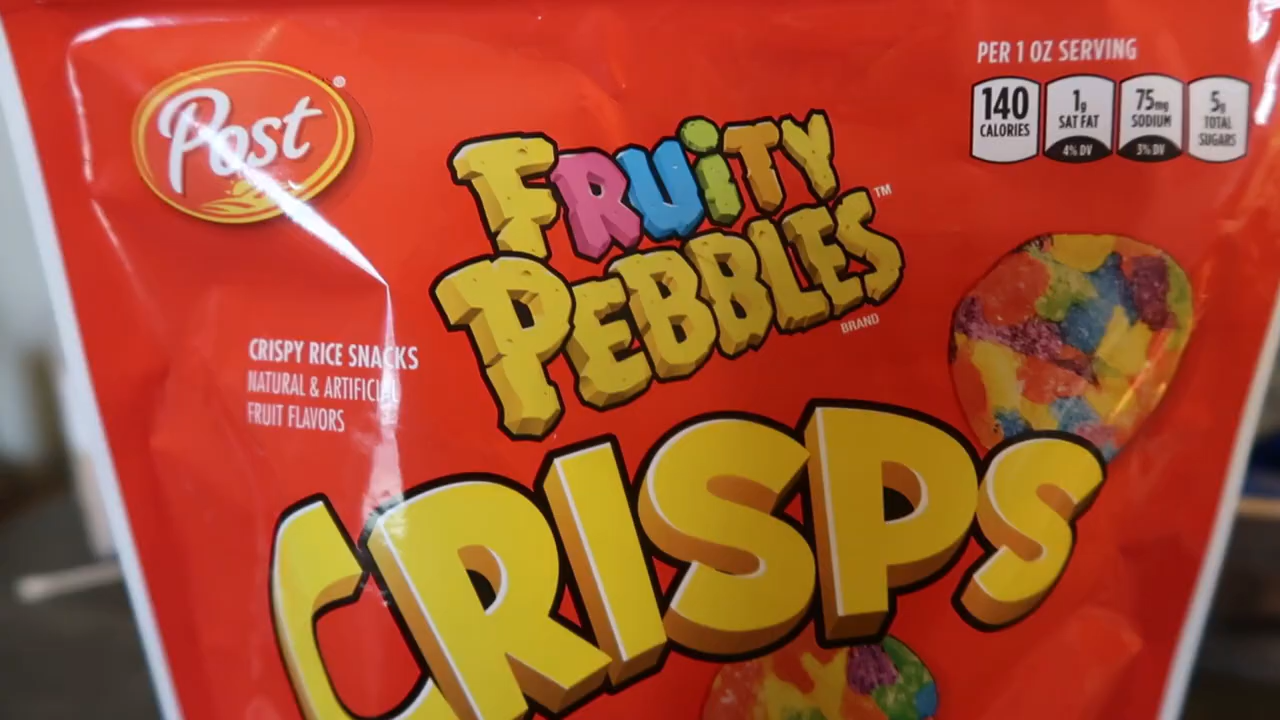 Post®
PER 1 OZ SERVING
140 CALORIES
1g SAT FAT 4% DV
75mg SODIUM 3% DV
5g TOTAL SUGARS
FRUiTY
PEBBLES™
BRAND
CRISPY RICE SNACKS
NATURAL & ARTIFICIAL
FRUIT FLAVORS
CRISPS